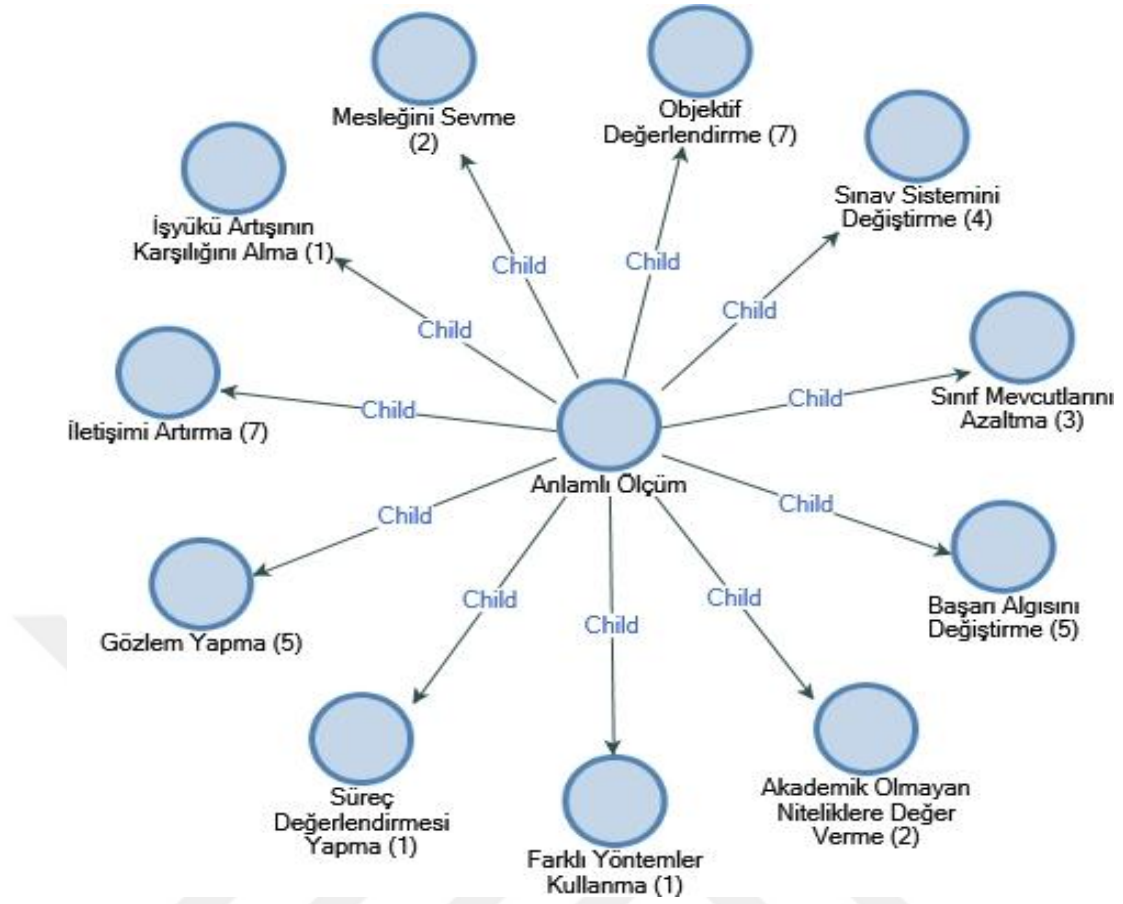 Mesleğini Sevme
(2)
Objektif
Değerlendirme (7)
Sınav Sistemini
Değiştirme (4)
İşyükü Artışının
Karşılığını Alma (1)
Child
Child
Child
Child
Sınıf Mevcutlarını
Azaltma (3)
Child
İletişimi Artırma (7)
Child
Anlamlı Ölçüm
Child
Child
Başarı Algısını
Değiştirme (5)
Gözlem Yapma (5)
Child
Child
Child
Süreç
Değerlendirmesi
Yapma (1)
Farklı Yöntemler
Kullanma (1)
Akademik Olmayan
Niteliklere Değer
Verme (2)